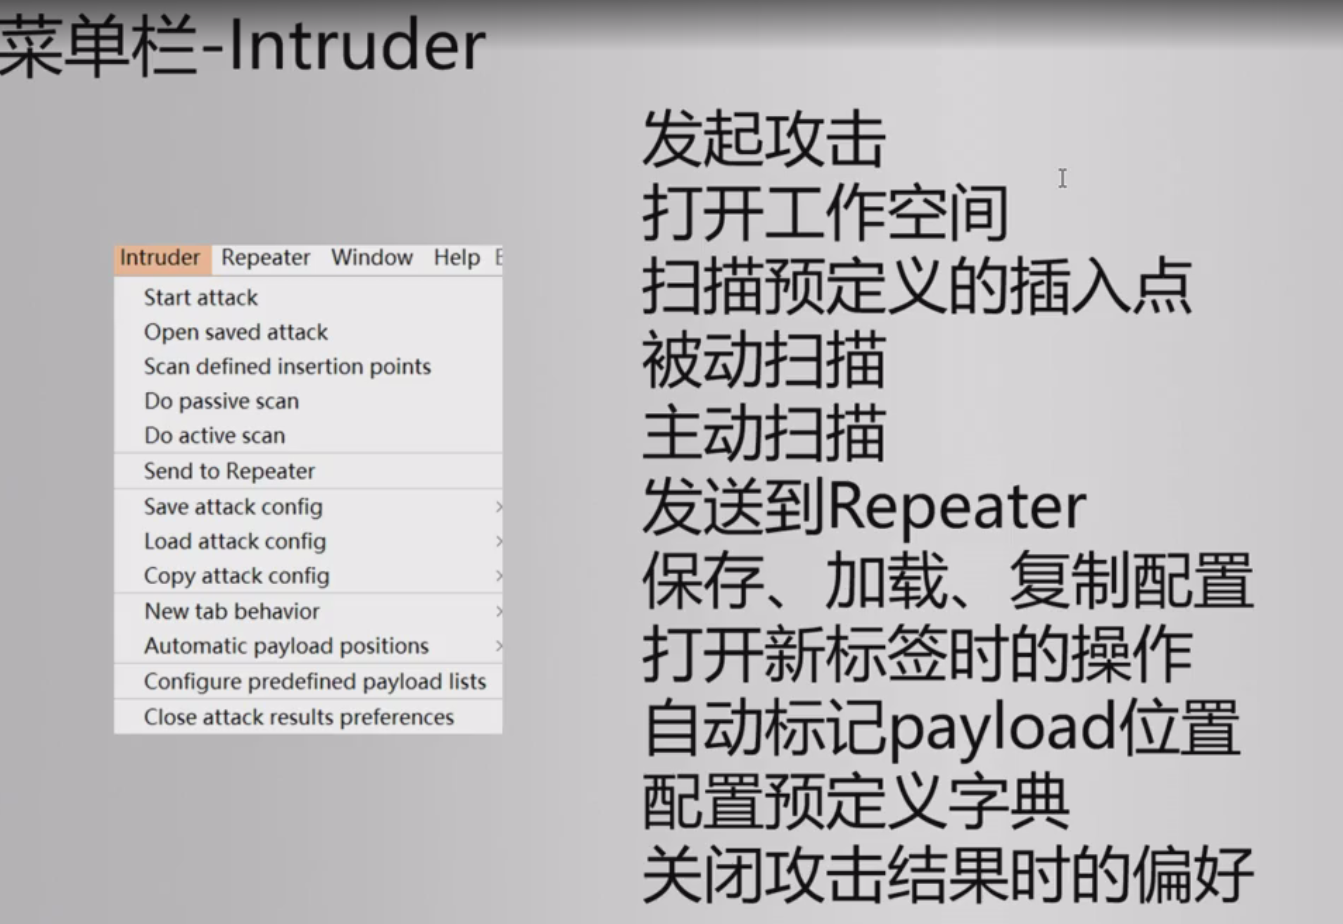 菜单栏-Intruder
Intruder Repeater Window Help
Start attack
Open saved attack
Scan defined insertion points
Do passive scan
Do active scan
Send to Repeater
Save attack config
Load attack config
Copy attack config
New tab behavior
Automatic payload positions
Configure predefined payload lists
Close attack results preferences
发起攻击
打开工作空间
扫描预定义的插入点
被动扫描
主动扫描
发送到Repeater
保存、加载、复制配置
打开新标签时的操作
自动标记payload位置
配置预定义字典
关闭攻击结果时的偏好